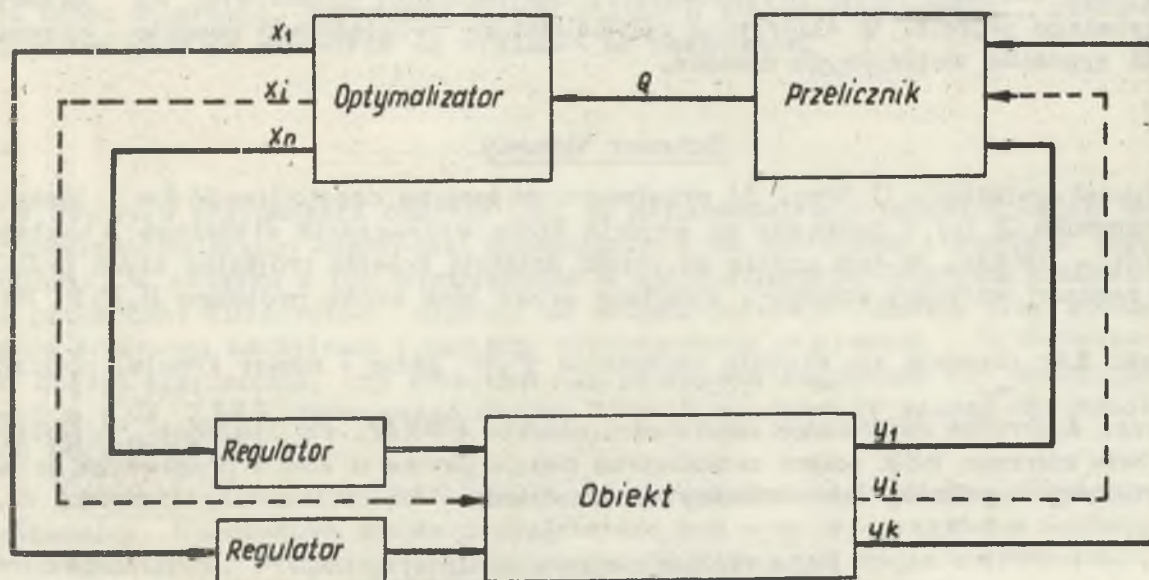 x1
xi
xn
Optymalizator
Q
Przelicznik
Regulator
Regulator
Obiekt
y1
yi
yk